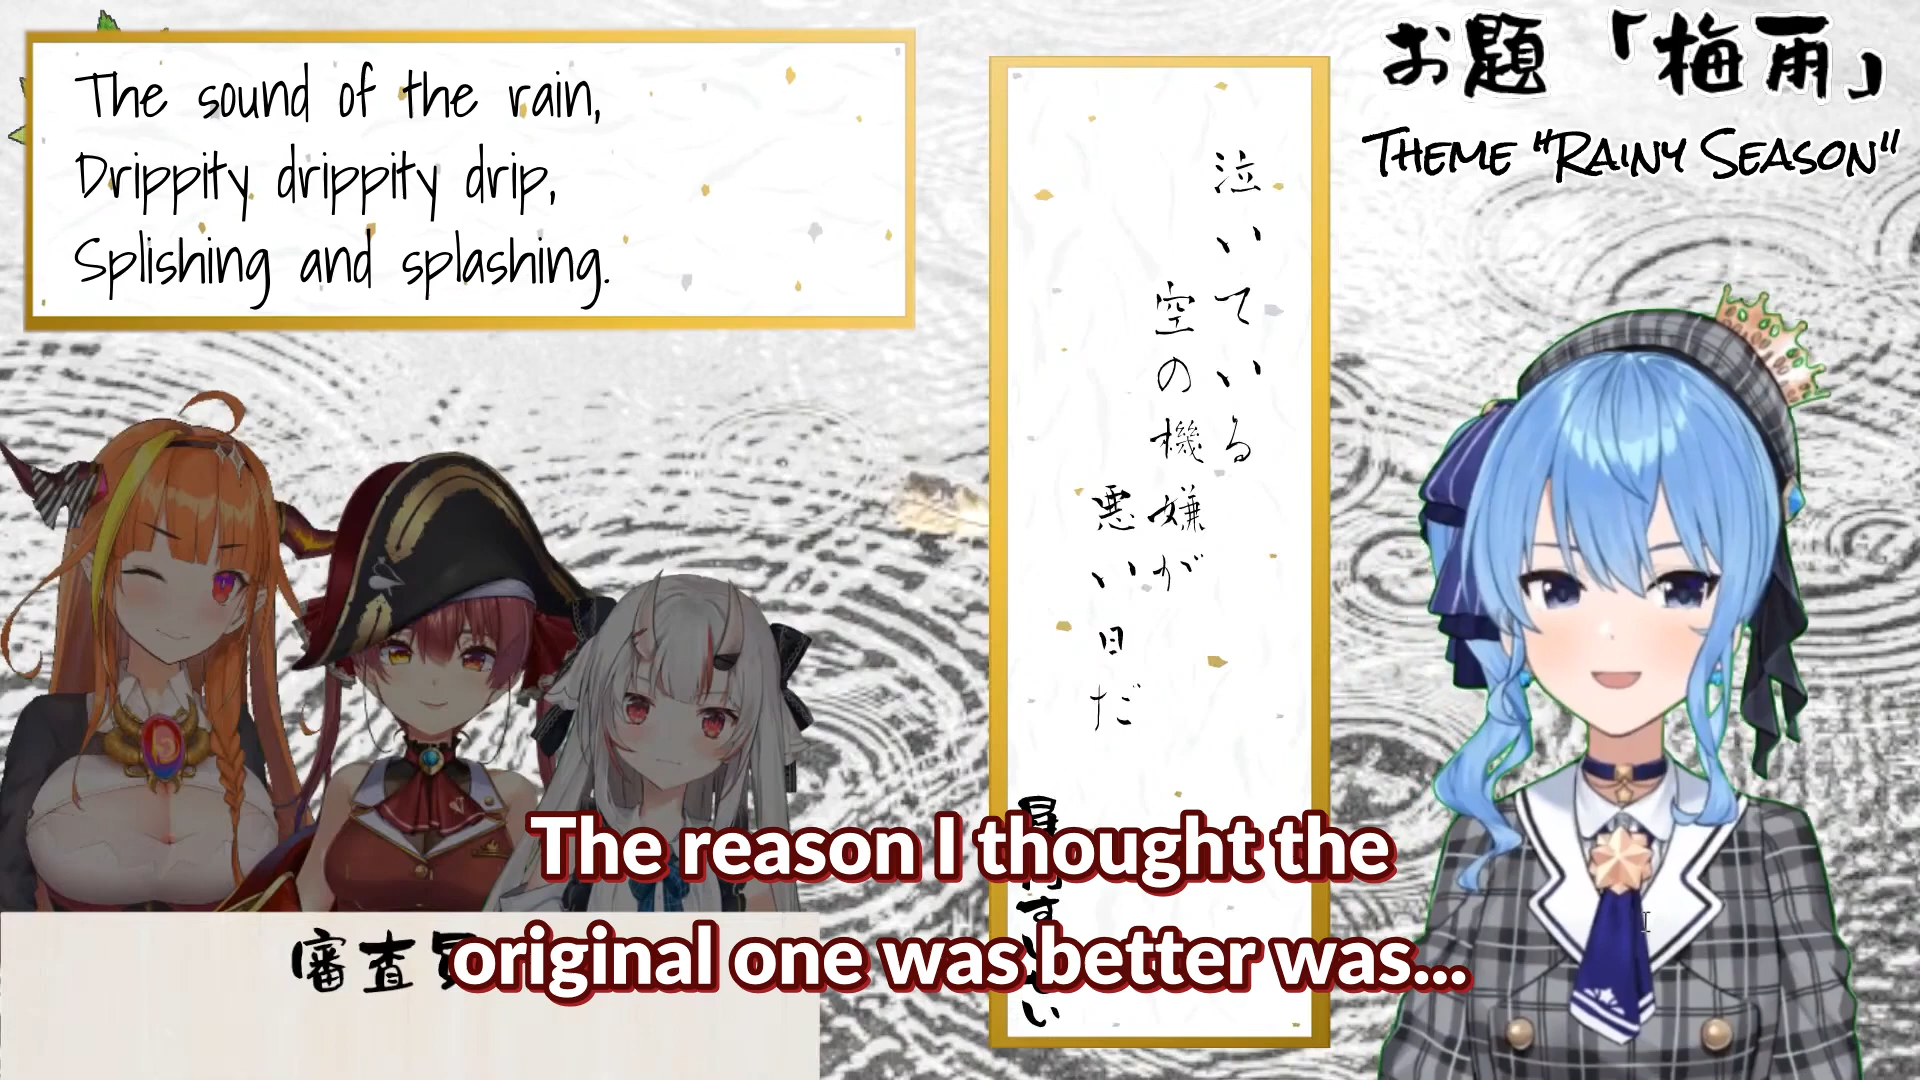 The sound of the rain,
Drippity drippity drip,
Splishing and splashing.
お題「梅雨」
THEME "RAINY SEASON"
泣いている
空の機嫌が
悪い日だ
審査
The reason I thought the
original one was better was...